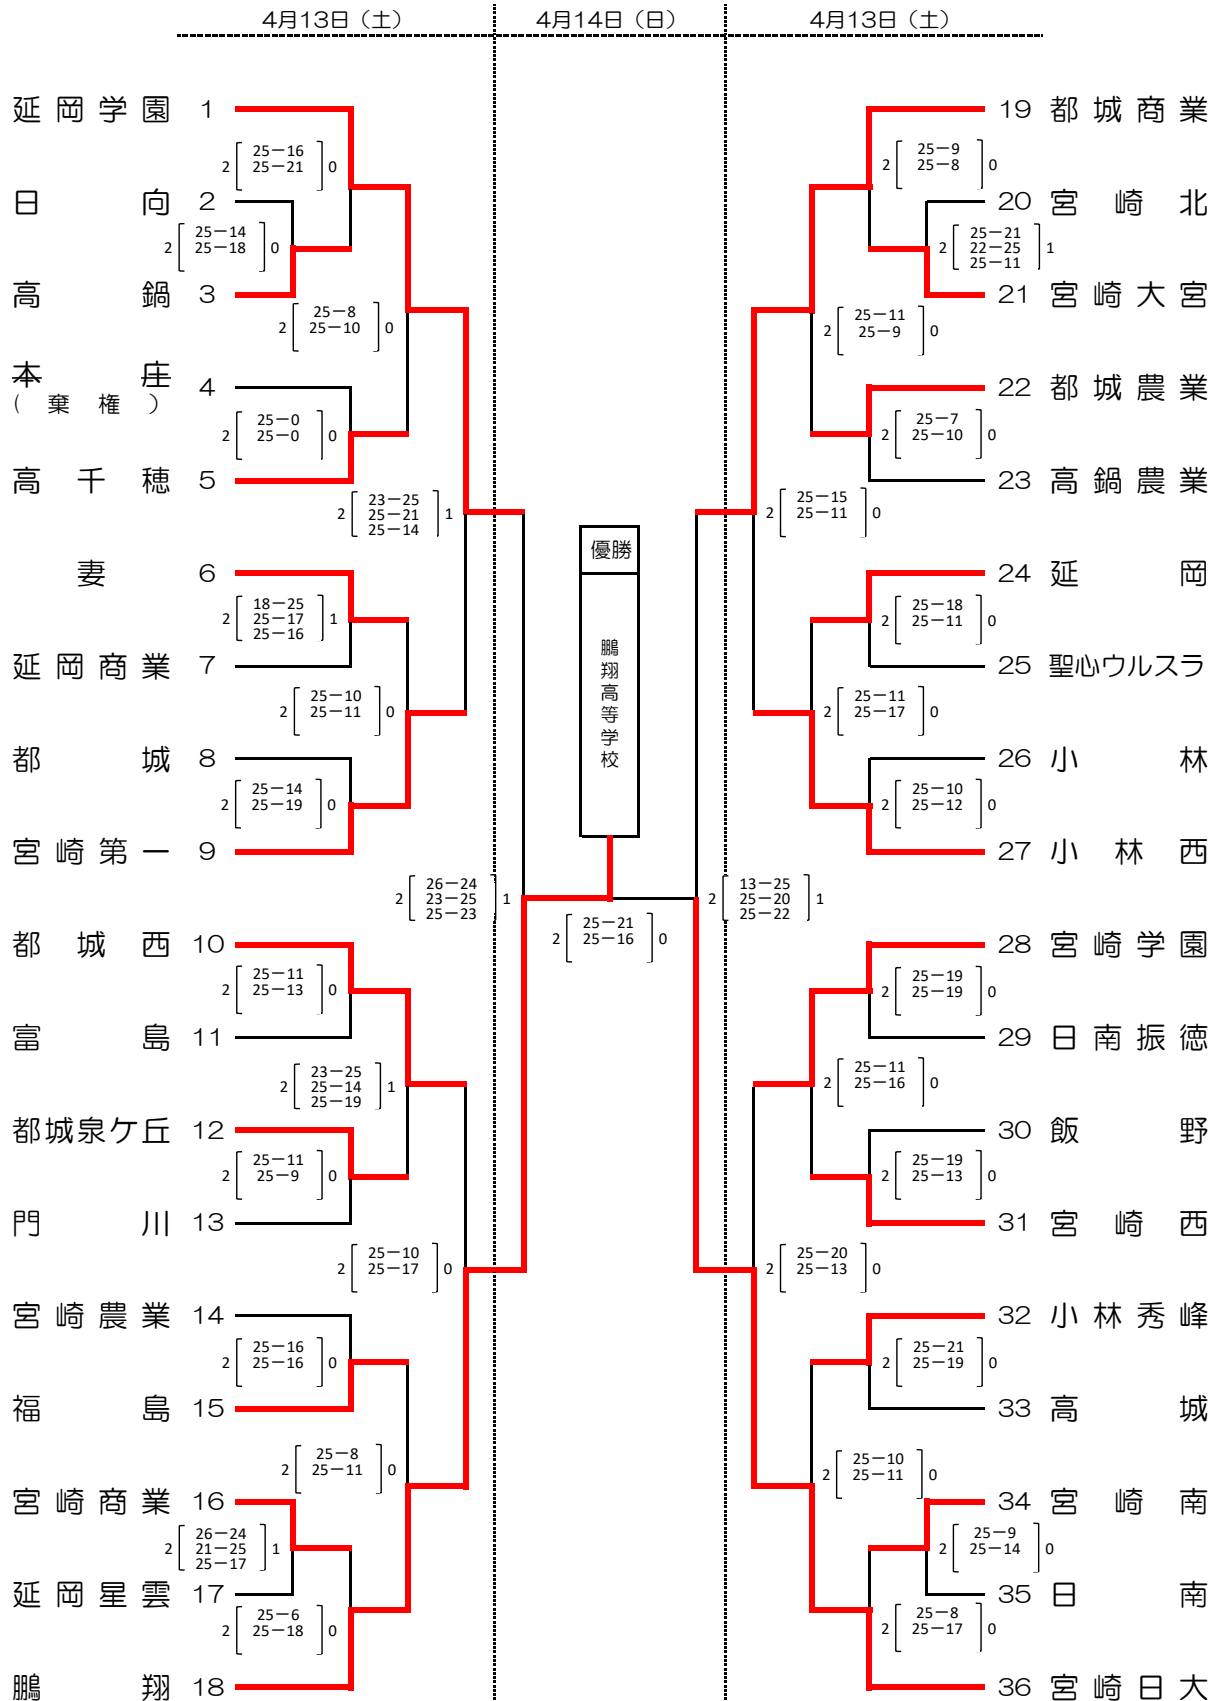 4月13日（土） 4月14日（日） 4月13日（土）
延岡学園 1
2 25－16 0
25－21
日向 2
2 25－14 0
25－18
高鍋 3
2 25－8 0
25－10
本庄 4
（棄権）
2 25－0 0
25－0
高千穂 5
2 23－25 1
25－21
25－14
妻 6
2 18－25 1
25－17
25－16
延岡商業 7
2 25－10 0
25－11
都城 8
2 25－14 0
25－19
宮崎第一 9
2 26－24 1
23－25
25－23
都城西 10
2 25－11 0
25－13
富島 11
2 23－25 1
25－14
25－19
都城泉ケ丘 12
2 25－11 0
25－9
門川 13
2 25－10 0
25－17
宮崎農業 14
2 25－16 0
25－16
福島 15
2 25－8 0
25－11
宮崎商業 16
2 26－24 1
21－25
25－17
延岡星雲 17
2 25－6 0
25－18
鵬翔 18
優勝
鵬翔高等学校
2 25－21 0
25－16
19 都城商業
2 25－9 0
25－8
20 宮崎北
2 25－21 1
22－25
25－11
21 宮崎大宮
2 25－11 0
25－9
22 都城農業
2 25－7 0
25－10
23 高鍋農業
2 25－15 0
25－11
24 延岡
2 25－18 0
25－11
25 聖心ウルスラ
2 25－11 0
25－17
26 小林
2 25－10 0
25－12
27 小林西
2 13－25 1
25－20
25－22
28 宮崎学園
2 25－19 0
25－19
29 日南振徳
2 25－11 0
25－16
30 飯野
2 25－19 0
25－13
31 宮崎西
2 25－20 0
25－13
32 小林秀峰
2 25－21 0
25－19
33 高城
2 25－10 0
25－11
34 宮崎南
2 25－9 0
25－14
35 日南
2 25－8 0
25－17
36 宮崎日大